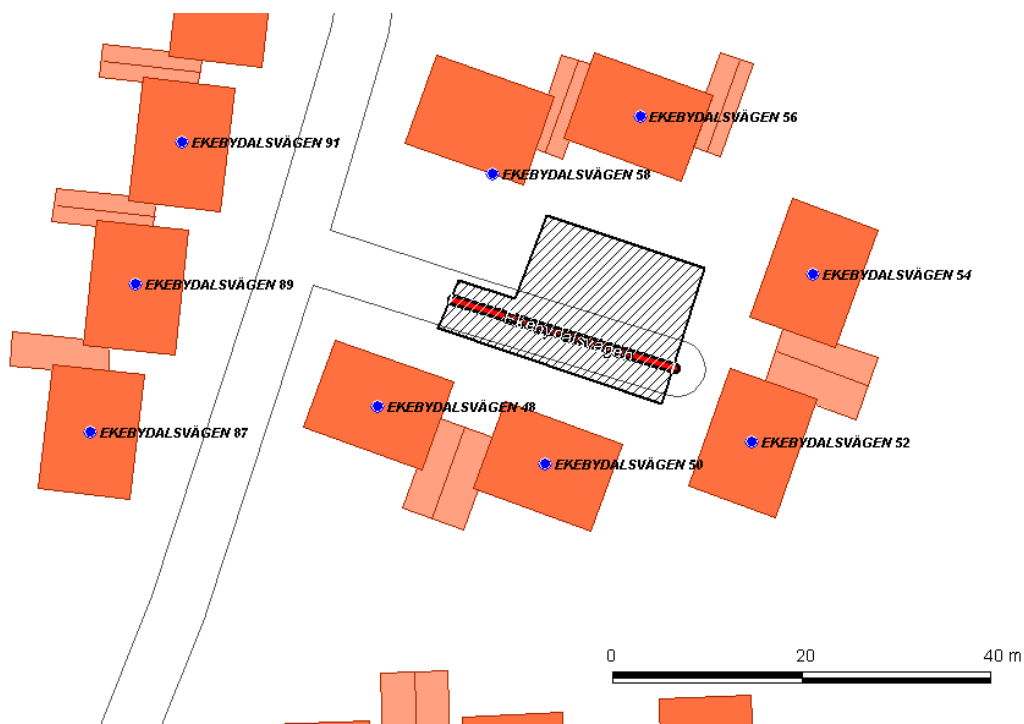 EKEBYDALSVÄGEN 56
EKEBYDALSVÄGEN 91
EKEBYDALSVÄGEN 58
EKEBYDALSVÄGEN 54
EKEBYDALSVÄGEN 89
Ekebydalsvägen
EKEBYDALSVÄGEN 48
EKEBYDALSVÄGEN 87
EKEBYDALSVÄGEN 52
EKEBYDALSVÄGEN 50
0 20 40 m